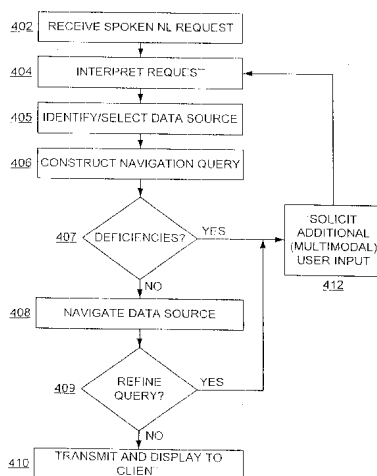 402 RECEIVE SPOKEN NL REQUEST
404 INTERPRET REQUEST
405 IDENTIFY/SELECT DATA SOURCE
406 CONSTRUCT NAVIGATION QUERY
407 DEFICIENCIES? YES
NO
SOLICIT
ADDITIONAL
(MULTIMODAL)
USER INPUT
412
408 NAVIGATE DATA SOURCE
409 REFINE
QUERY?
YES
NO
410 TRANSMIT AND DISPLAY TO
CLIENT